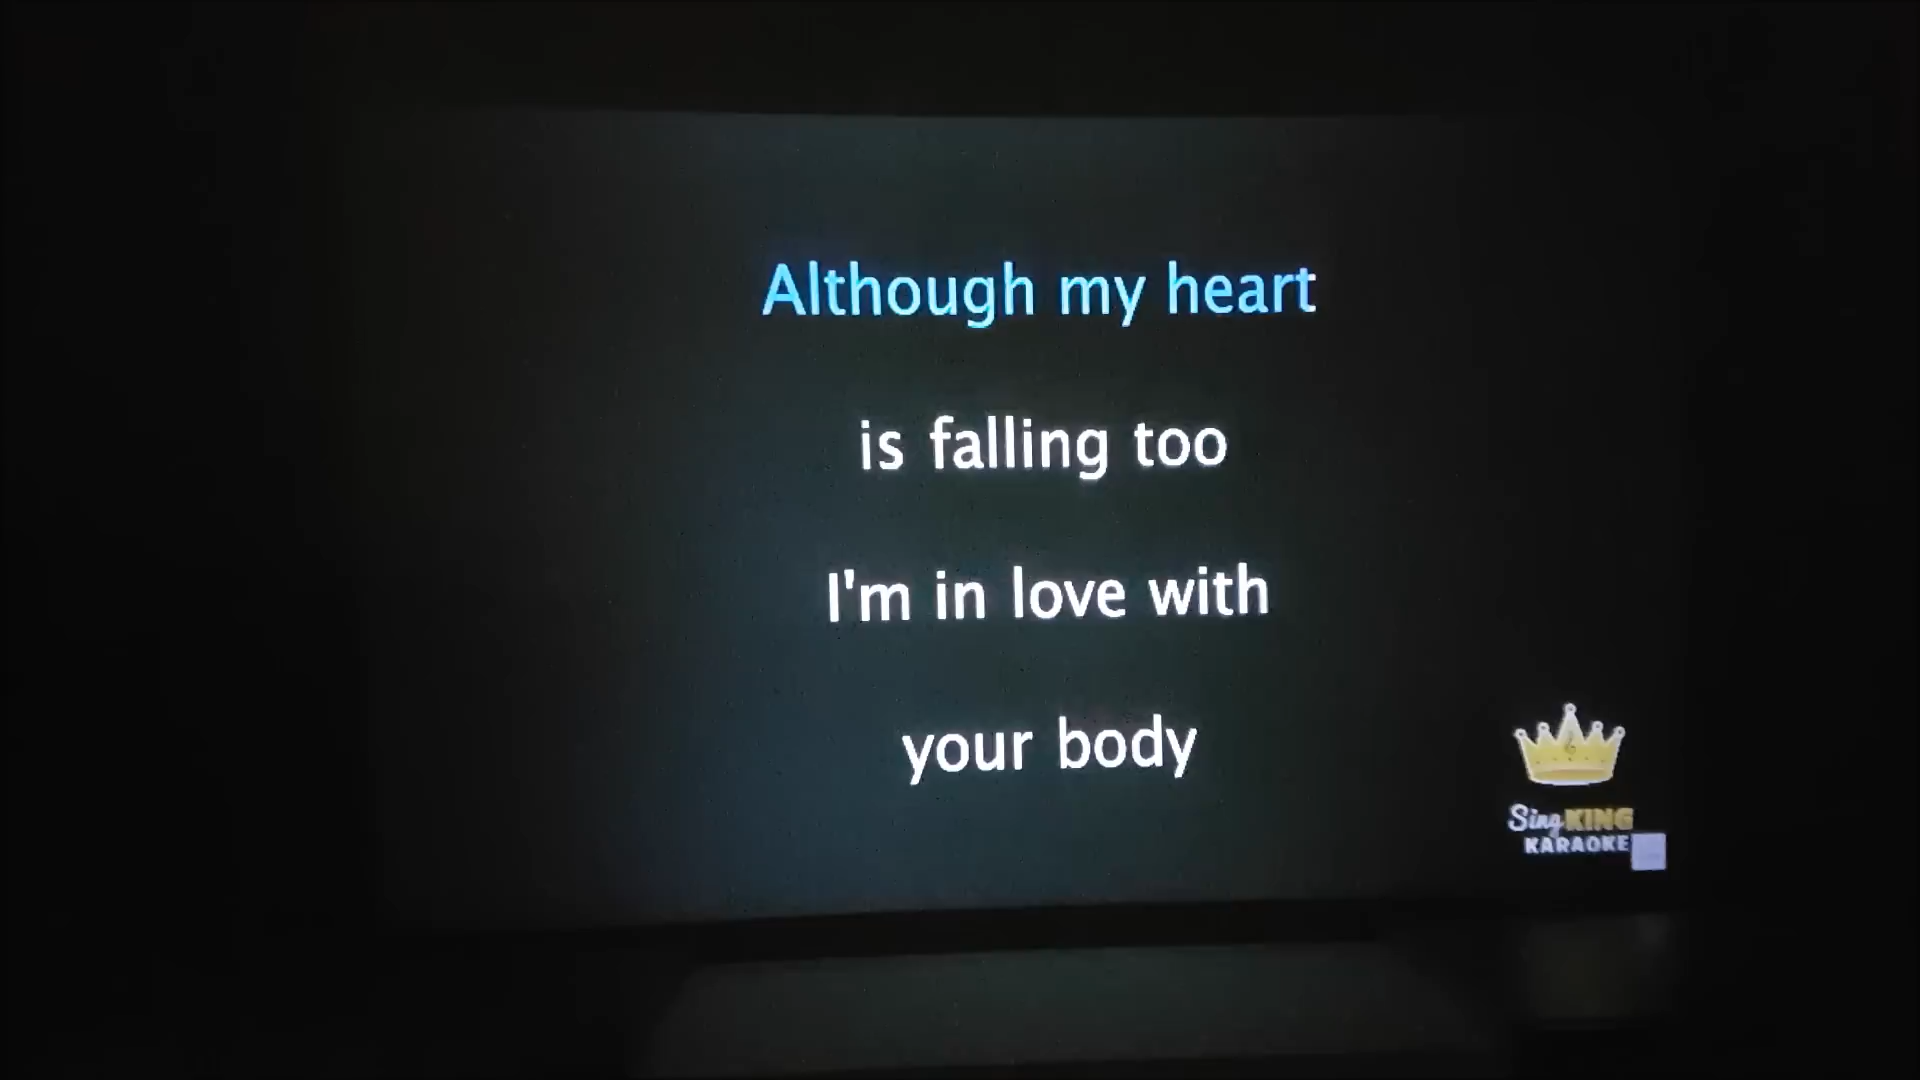 Although my heart
is falling too
I'm in love with
your body
Sing KING
KARAOKE